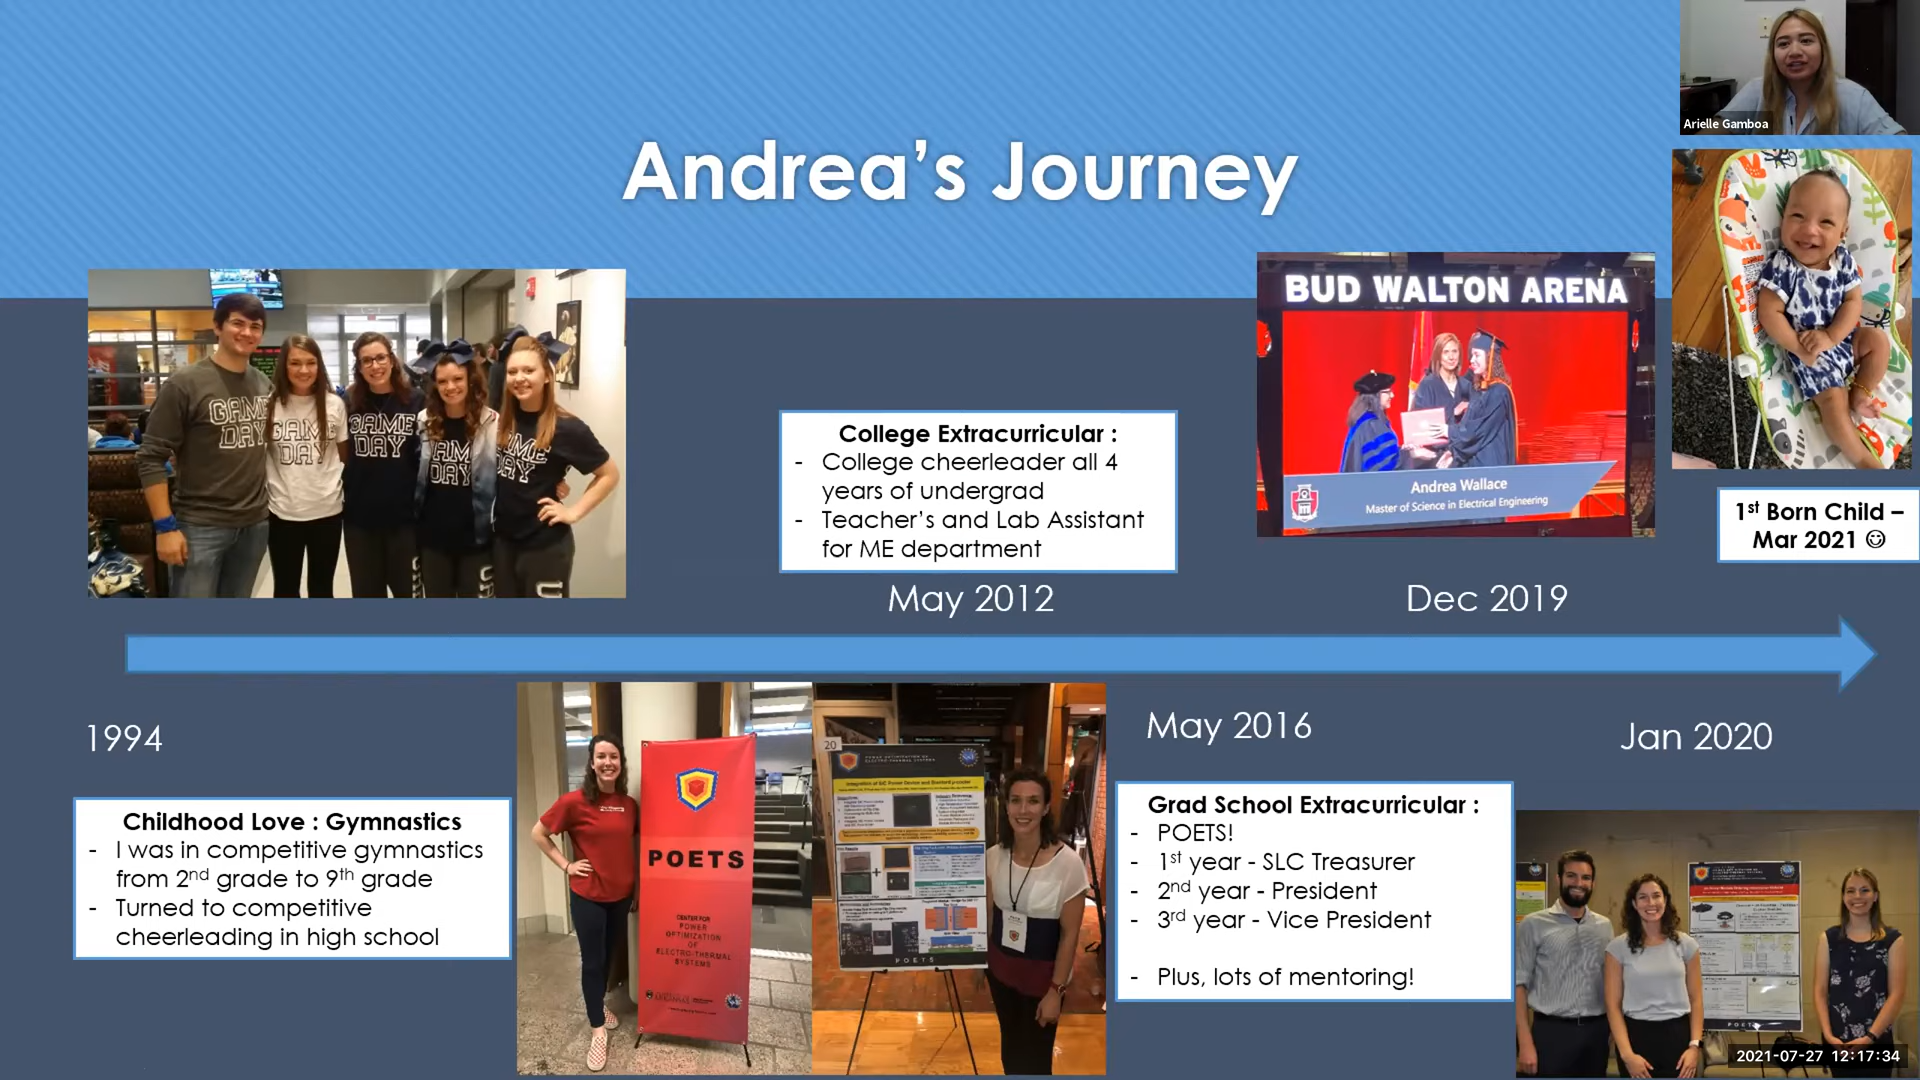 Arielle Gamboa
Andrea's Journey
GAME
DAY
GAME
DAY
GAME
DAY
GAME
DAY
BUD WALTON ARENA
Andrea Wallace
Master of Science in Electrical Engineering
College Extracurricular :
- College cheerleader all 4
years of undergrad
- Teacher's and Lab Assistant
for ME department
1st Born Child –
Mar 2021 ☺
May 2012
Dec 2019
1994
May 2016
Jan 2020
Childhood Love : Gymnastics
- I was in competitive gymnastics
from 2nd grade to 9th grade
- Turned to competitive
cheerleading in high school
POETS
CENTER FOR
POWER
OPTIMIZATION
OF
ELECTRO-THERMAL
SYSTEMS
20
POETS
Grad School Extracurricular :
- POETS!
- 1st year - SLC Treasurer
- 2nd year - President
- 3rd year - Vice President
- Plus, lots of mentoring!
2021-07-27 12:17:34